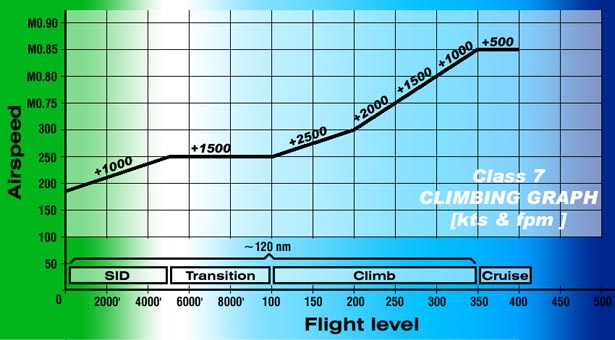 M0.90
M0.85
M0.80
M0.75
300
250
200
150
100
50
0
Airspeed
+1000
+1500
+2500
+2000
+1500
+1000
+500
Class 7
CLIMBING GRAPH
[kts & fpm ]
~120 nm
SID Transition Climb Cruise
2000' 4000' 6000' 8000' 100 150 200 250 300 350 400 450 500
Flight level